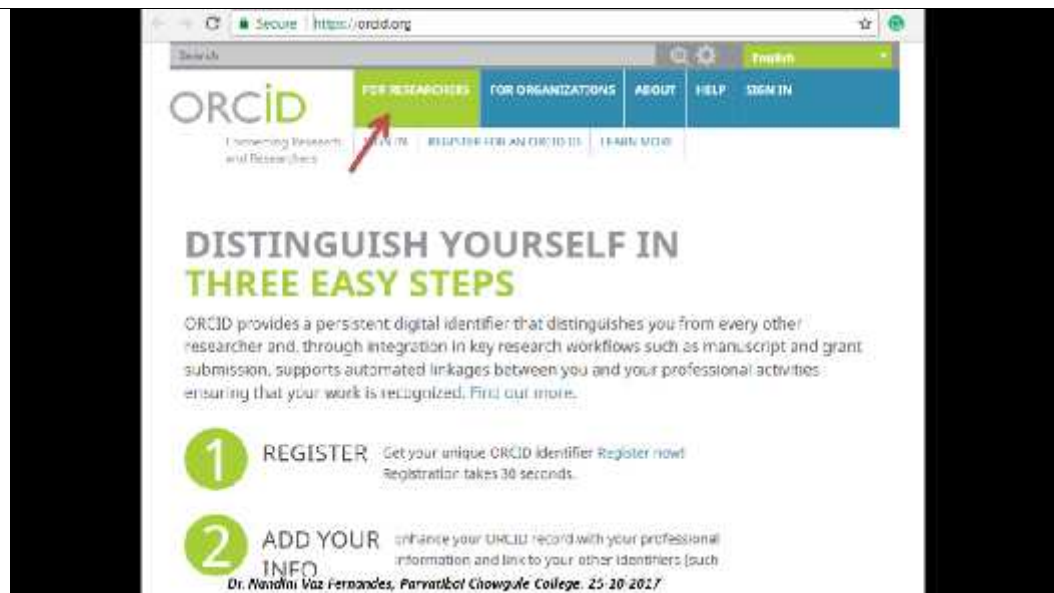 Secure https://orcid.org
Search
English
ORCiD
FOR RESEARCHERS FOR ORGANIZATIONS ABOUT HELP SIGN IN
Connecting Research
and Researchers
SIGN IN REGISTER FOR AN ORCID ID LEARN MORE
DISTINGUISH YOURSELF IN
THREE EASY STEPS
ORCID provides a persistent digital identifier that distinguishes you from every other
researcher and, through integration in key research workflows such as manuscript and grant
submission, supports automated linkages between you and your professional activities
ensuring that your work is recognized. Find out more.
1 REGISTER Get your unique ORCID identifier Register now!
Registration takes 30 seconds.
2 ADD YOUR INFO Enhance your ORCID record with your professional
information and link to your other identifiers (such
Dr. Nandini Vaz Fernandes, Parvatibai Chowgule College. 25-10-2017